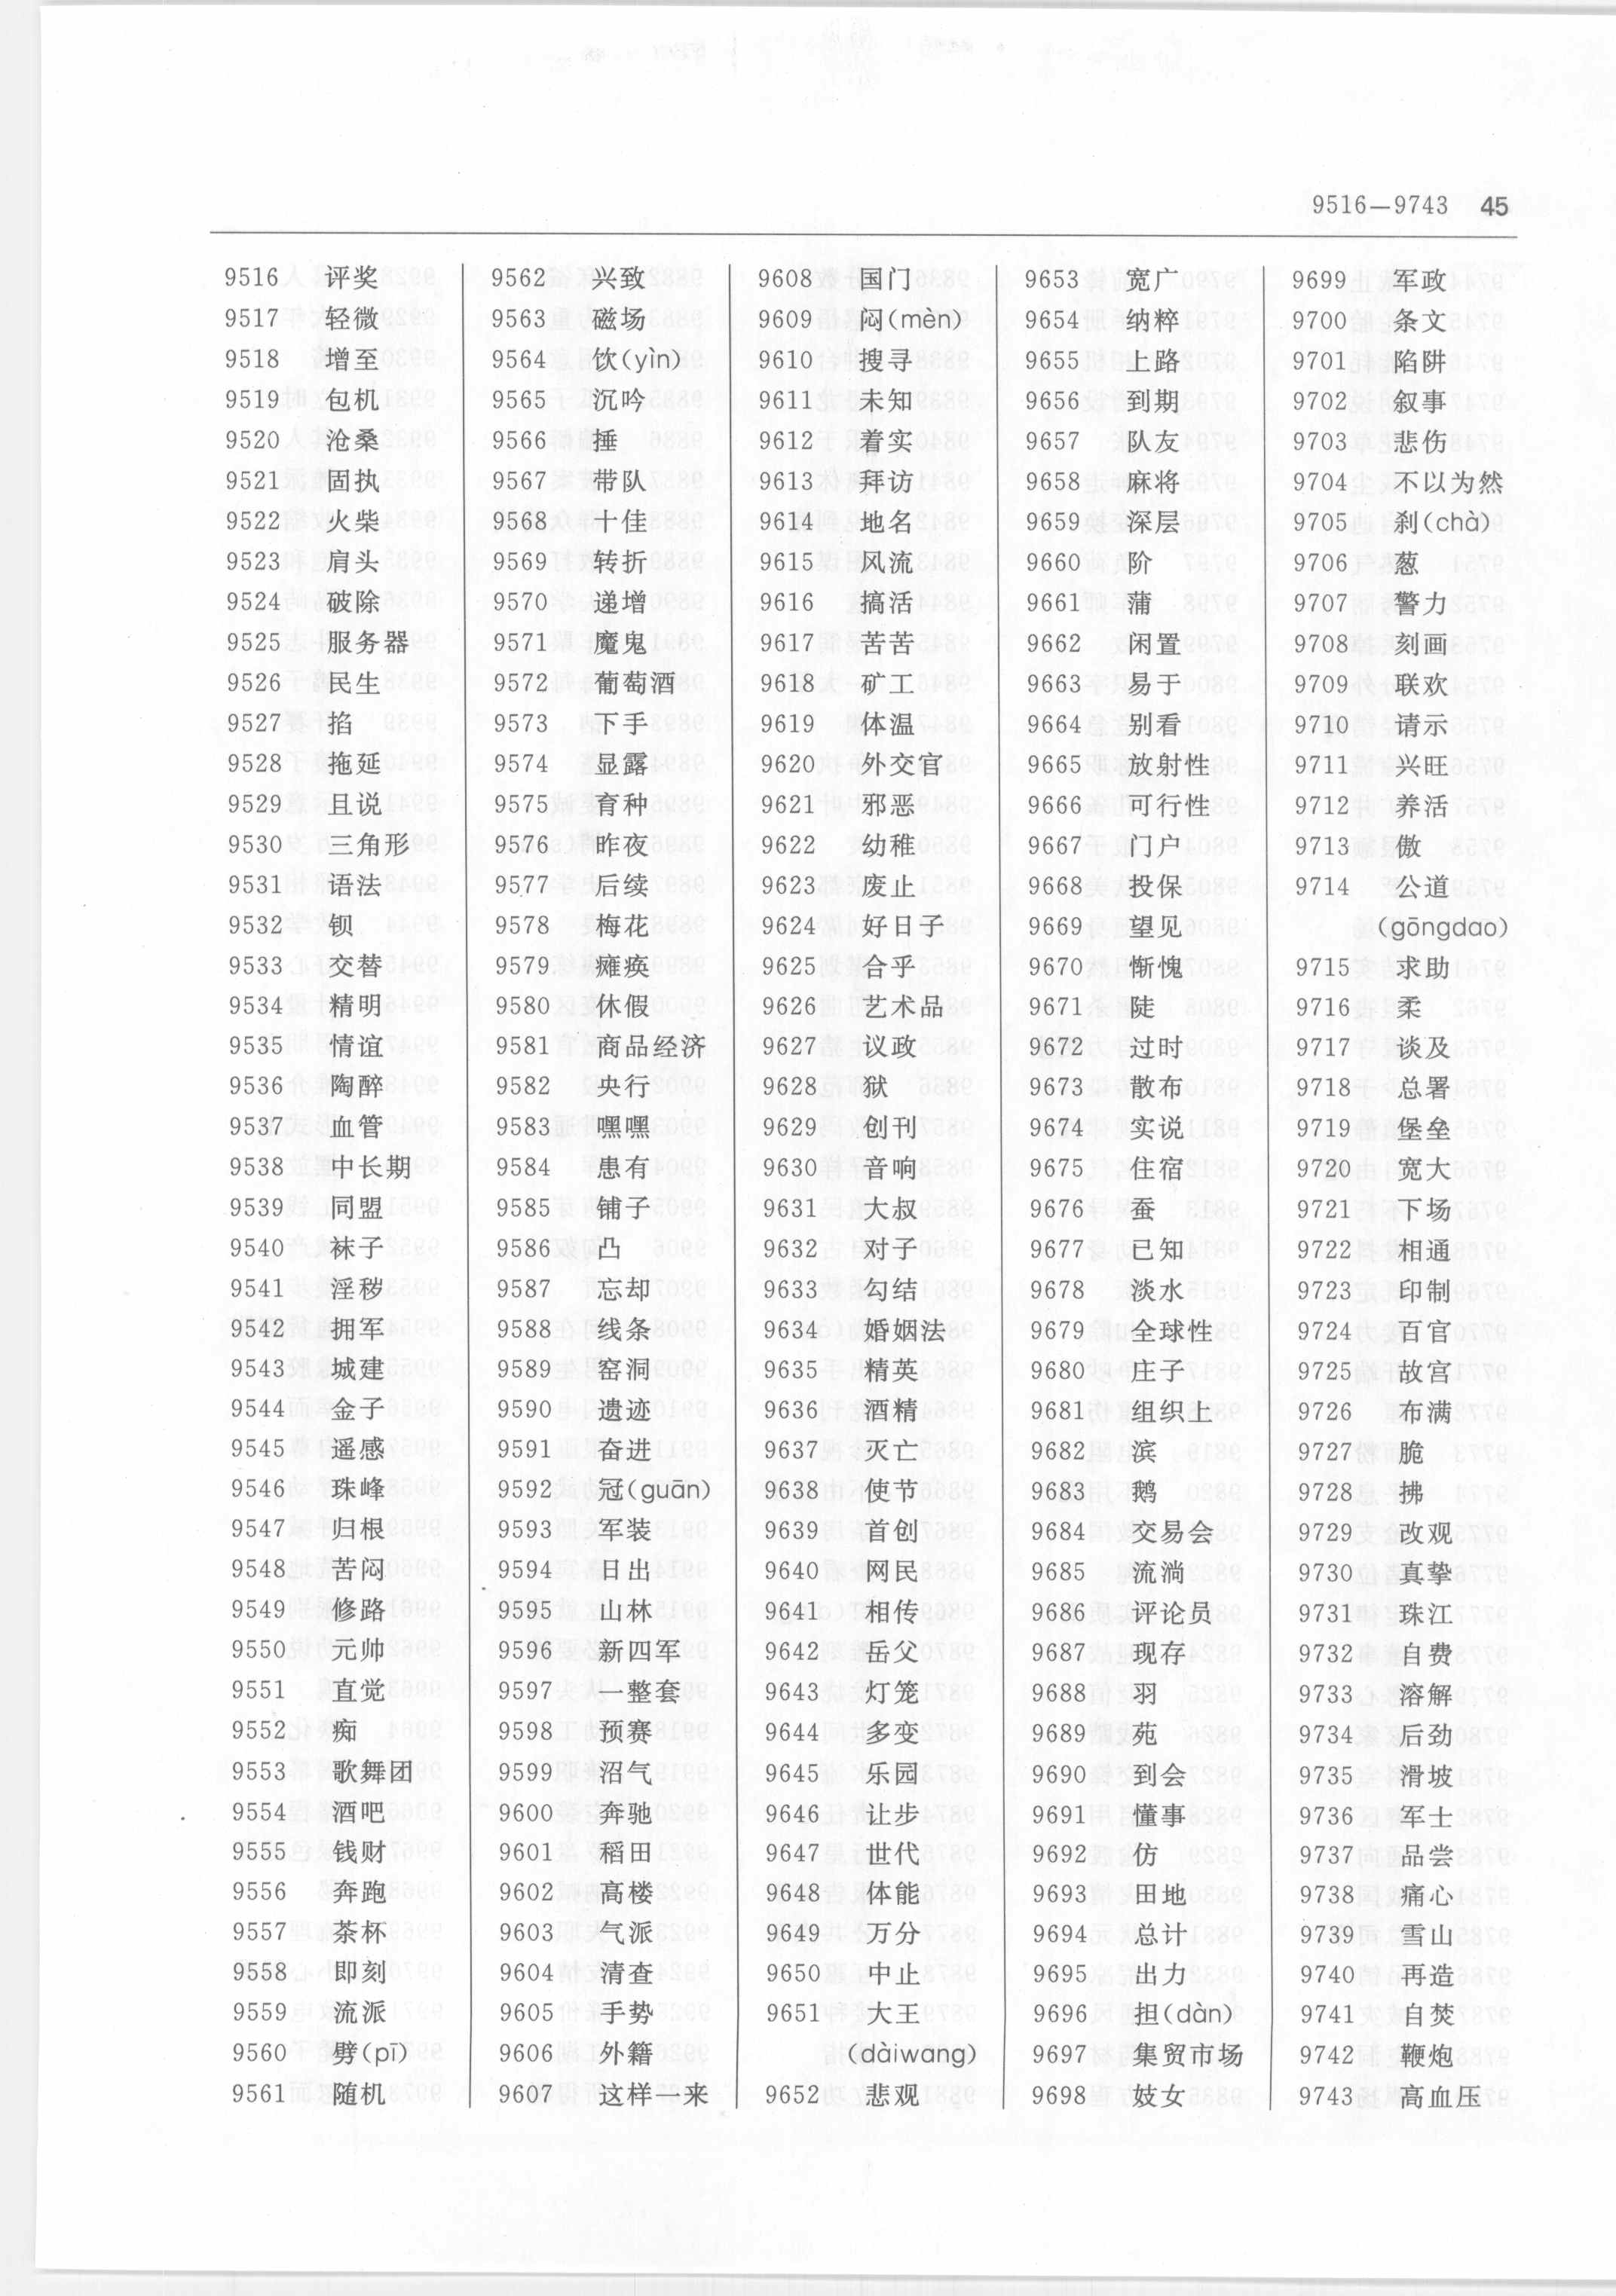 9516—9743 45
9516 评奖
9517 轻微
9518 增至
9519 包机
9520 沧桑
9521 固执
9522 火柴
9523 肩头
9524 破除
9525 服务器
9526 民生
9527 掐
9528 拖延
9529 且说
9530 三角形
9531 语法
9532 钡
9533 交替
9534 精明
9535 情谊
9536 陶醉
9537 血管
9538 中长期
9539 同盟
9540 袜子
9541 淫秽
9542 拥军
9543 城建
9544 金子
9545 遥感
9546 珠峰
9547 归根
9548 苦闷
9549 修路
9550 元帅
9551 直觉
9552 痴
9553 歌舞团
9554 酒吧
9555 钱财
9556 奔跑
9557 茶杯
9558 即刻
9559 流派
9560 劈(pī)
9561 随机
9562 兴致
9563 磁场
9564 饮(yìn)
9565 沉吟
9566 捶
9567 带队
9568 十佳
9569 转折
9570 递增
9571 魔鬼
9572 葡萄酒
9573 下手
9574 显露
9575 育种
9576 昨夜
9577 后续
9578 梅花
9579 瘫痪
9580 休假
9581 商品经济
9582 央行
9583 嘿嘿
9584 患有
9585 铺子
9586 凸
9587 忘却
9588 线条
9589 窑洞
9590 遗迹
9591 奋进
9592 冠(guān)
9593 军装
9594 日出
9595 山林
9596 新四军
9597 一整套
9598 预赛
9599 沼气
9600 奔驰
9601 稻田
9602 高楼
9603 气派
9604 清查
9605 手势
9606 外籍
9607 这样一来
9608 国门
9609 闷(mèn)
9610 搜寻
9611 未知
9612 着实
9613 拜访
9614 地名
9615 风流
9616 搞活
9617 苦苦
9618 矿工
9619 体温
9620 外交官
9621 邪恶
9622 幼稚
9623 废止
9624 好日子
9625 合乎
9626 艺术品
9627 议政
9628 狱
9629 创刊
9630 音响
9631 大叔
9632 对子
9633 勾结
9634 婚姻法
9635 精英
9636 酒精
9637 灭亡
9638 使节
9639 首创
9640 网民
9641 相传
9642 岳父
9643 灯笼
9644 多变
9645 乐园
9646 让步
9647 世代
9648 体能
9649 万分
9650 中止
9651 大王
(dàiwang)
9652 悲观
9653 宽广
9654 纳粹
9655 上路
9656 到期
9657 队友
9658 麻将
9659 深层
9660 阶
9661 蒲
9662 闲置
9663 易于
9664 别看
9665 放射性
9666 可行性
9667 门户
9668 投保
9669 望见
9670 惭愧
9671 陡
9672 过时
9673 散布
9674 实说
9675 住宿
9676 蚕
9677 已知
9678 淡水
9679 全球性
9680 庄子
9681 组织上
9682 滨
9683 鹅
9684 交易会
9685 流淌
9686 评论员
9687 现存
9688 羽
9689 苑
9690 到会
9691 懂事
9692 仿
9693 田地
9694 总计
9695 出力
9696 担(dàn)
9697 集贸市场
9698 妓女
9699 军政
9700 条文
9701 陷阱
9702 叙事
9703 悲伤
9704 不以为然
9705 刹(chà)
9706 葱
9707 警力
9708 刻画
9709 联欢
9710 请示
9711 兴旺
9712 养活
9713 傲
9714 公道
(gōngdao)
9715 求助
9716 柔
9717 谈及
9718 总署
9719 堡垒
9720 宽大
9721 下场
9722 相通
9723 印制
9724 百官
9725 故宫
9726 布满
9727 脆
9728 拂
9729 改观
9730 真挚
9731 珠江
9732 自费
9733 溶解
9734 后劲
9735 滑坡
9736 军士
9737 品尝
9738 痛心
9739 雪山
9740 再造
9741 自焚
9742 鞭炮
9743 高血压